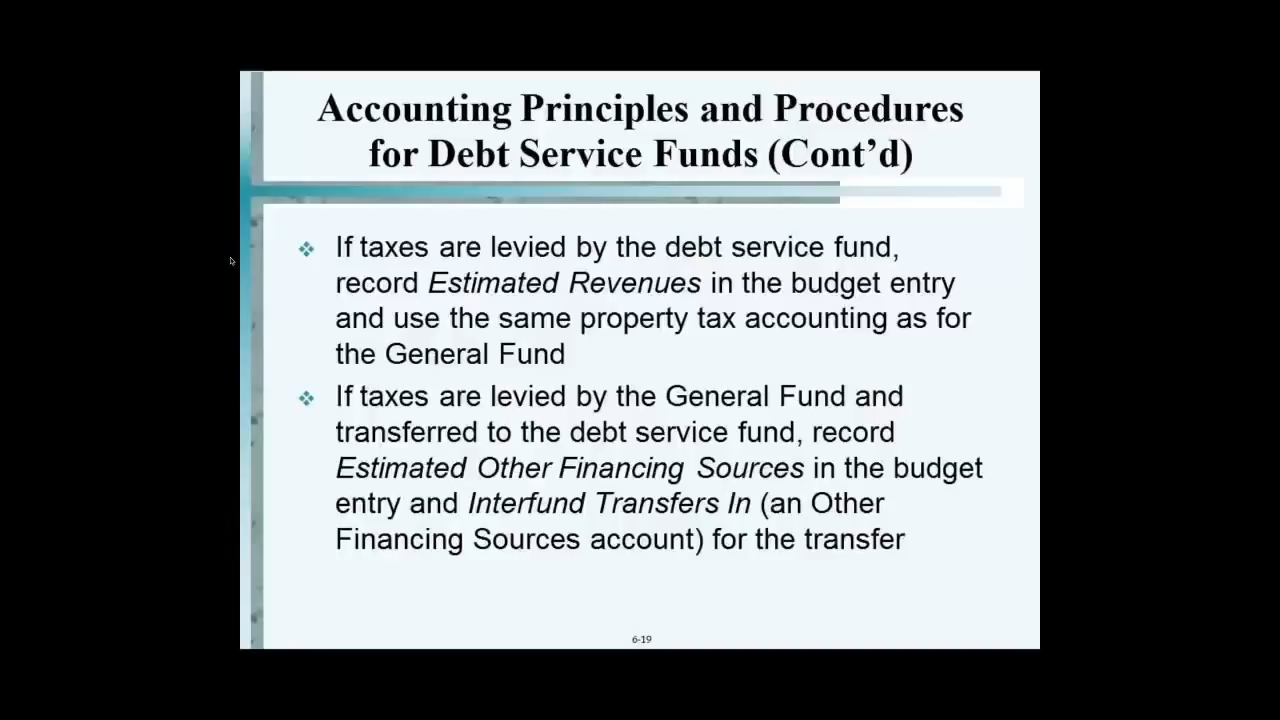 Accounting Principles and Procedures
for Debt Service Funds (Cont’d)
If taxes are levied by the debt service fund,
record Estimated Revenues in the budget entry
and use the same property tax accounting as for
the General Fund
If taxes are levied by the General Fund and
transferred to the debt service fund, record
Estimated Other Financing Sources in the budget
entry and Interfund Transfers In (an Other
Financing Sources account) for the transfer
6-19